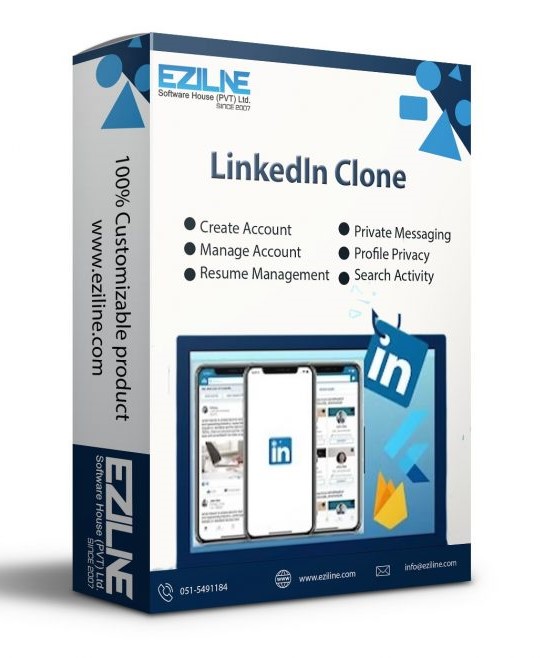 EZILINE
Software House (PVT) Ltd.
SINCE 2007
LinkedIn Clone
Create Account
Manage Account
Resume Management
Private Messaging
Profile Privacy
Search Activity
in
in
051-5491184
www.eziline.com
info@eziline.com
100% Customizable product
www.eziline.com
EZILINE
Software House (PVT) Ltd.
SINCE 2007